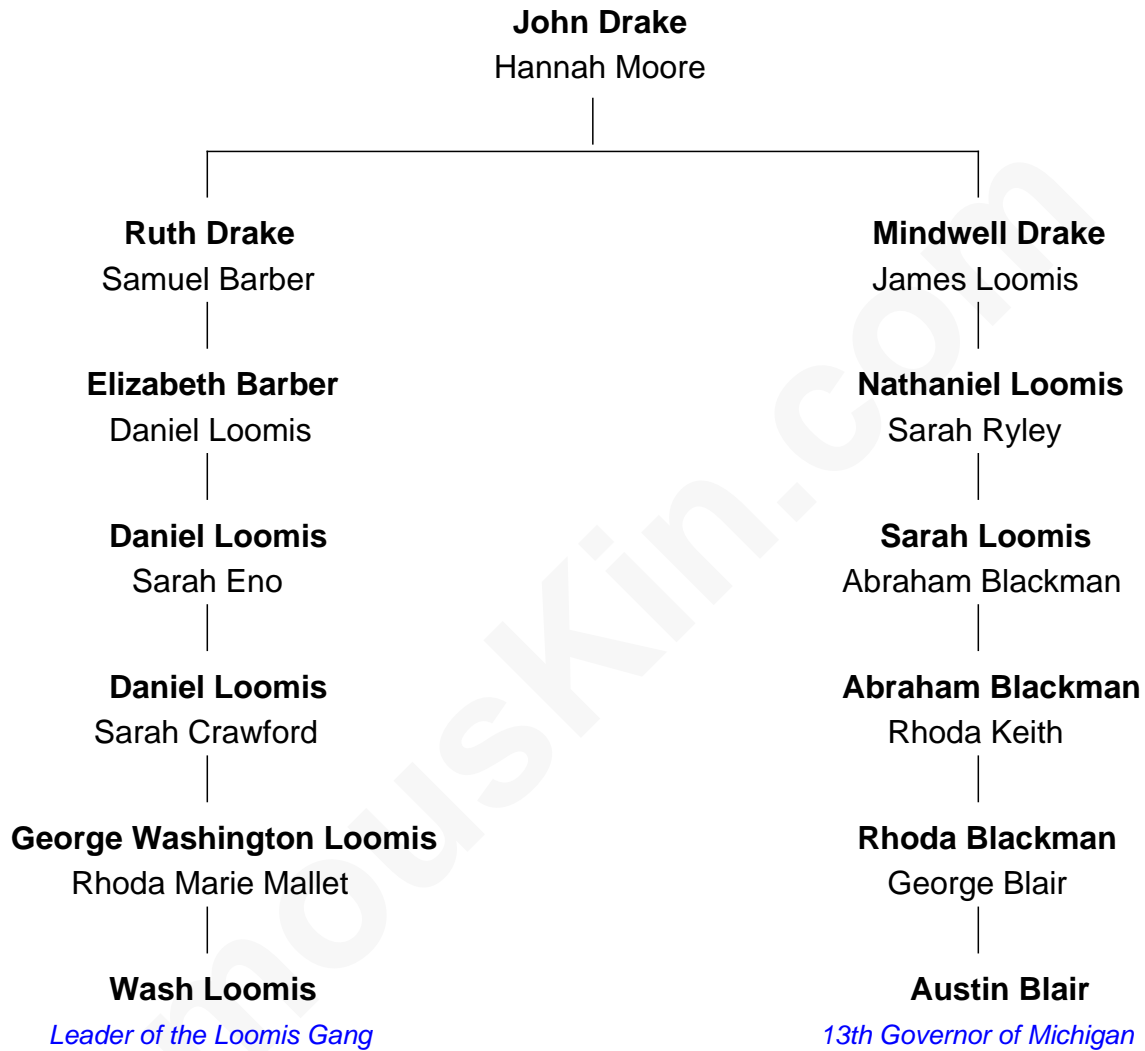 John Drake
Hannah Moore
Ruth Drake
Samuel Barber
Mindwell Drake
James Loomis
Elizabeth Barber
Daniel Loomis
Nathaniel Loomis
Sarah Ryley
Daniel Loomis
Sarah Eno
Sarah Loomis
Abraham Blackman
Daniel Loomis
Sarah Crawford
Abraham Blackman
Rhoda Keith
George Washington Loomis
Rhoda Marie Mallet
Rhoda Blackman
George Blair
Wash Loomis
Leader of the Loomis Gang
Austin Blair
13th Governor of Michigan
mousKin.com